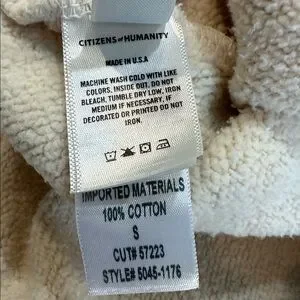 CITIZENS of HUMANITY
MADE IN U.S.A
MACHINE WASH COLD WITH LIKE
COLORS, INSIDE OUT, DO NOT
BLEACH, TUMBLE DRY LOW, IRON
MEDIUM IF NECESSARY, IF
DECORATED OR PRINTED DO NOT
IRON.
IMPORTED MATERIALS
100% COTTON
S
CUT# 57223
STYLE# 5045-1176